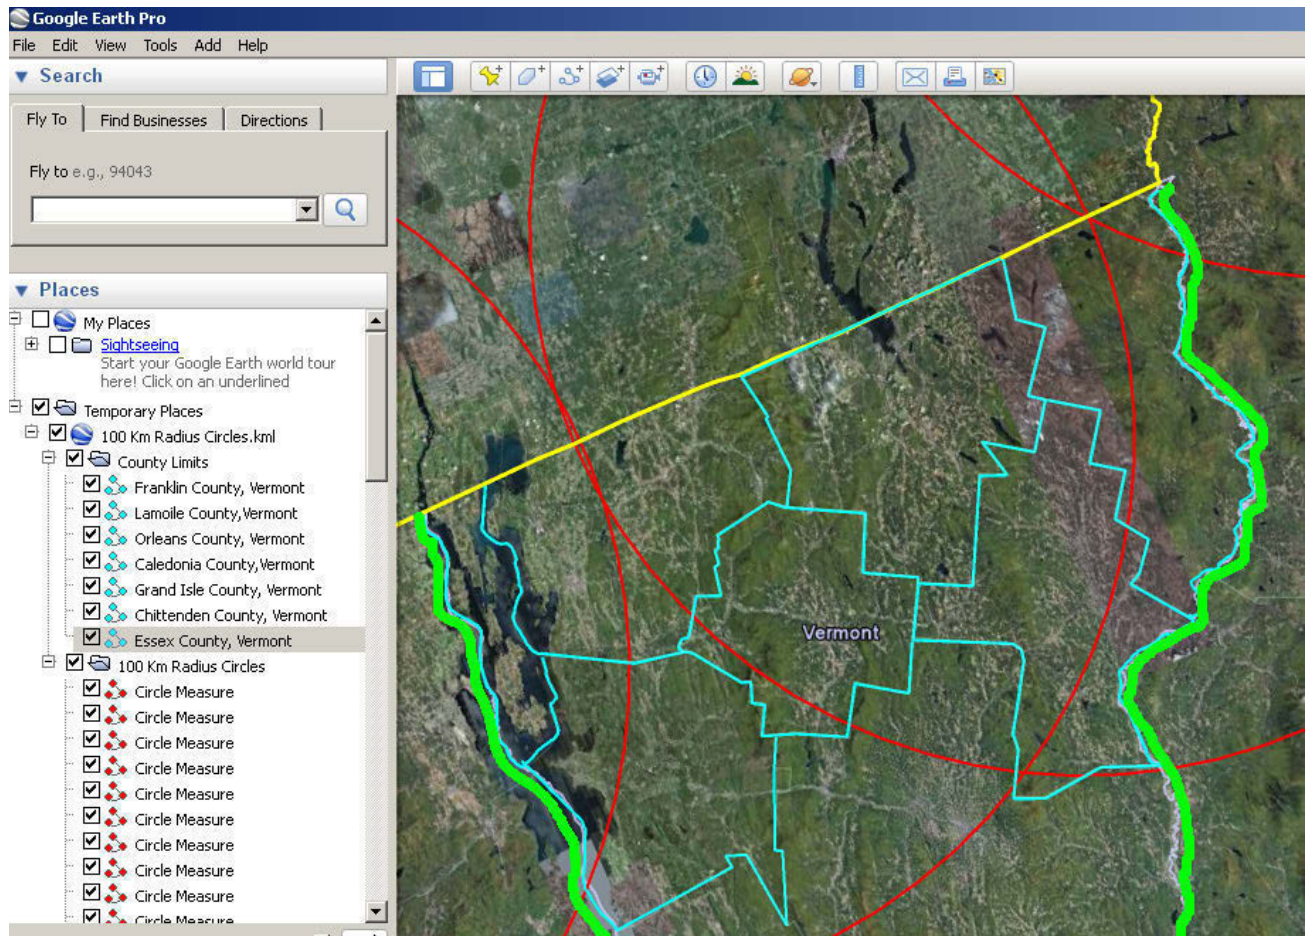 Google Earth Pro
File Edit View Tools Add Help
Search
Fly To Find Businesses Directions
Fly to e.g., 94043
Places
My Places
Sightseeing
Start your Google Earth world tour
here! Click on an underlined
Temporary Places
100 Km Radius Circles.kml
County Limits
Franklin County, Vermont
Lamoile County,Vermont
Orleans County, Vermont
Caledonia County,Vermont
Grand Isle County, Vermont
Chittenden County, Vermont
Essex County, Vermont
100 Km Radius Circles
Circle Measure
Circle Measure
Circle Measure
Circle Measure
Circle Measure
Circle Measure
Circle Measure
Circle Measure
Circle Measure
Circle Measure
Vermont